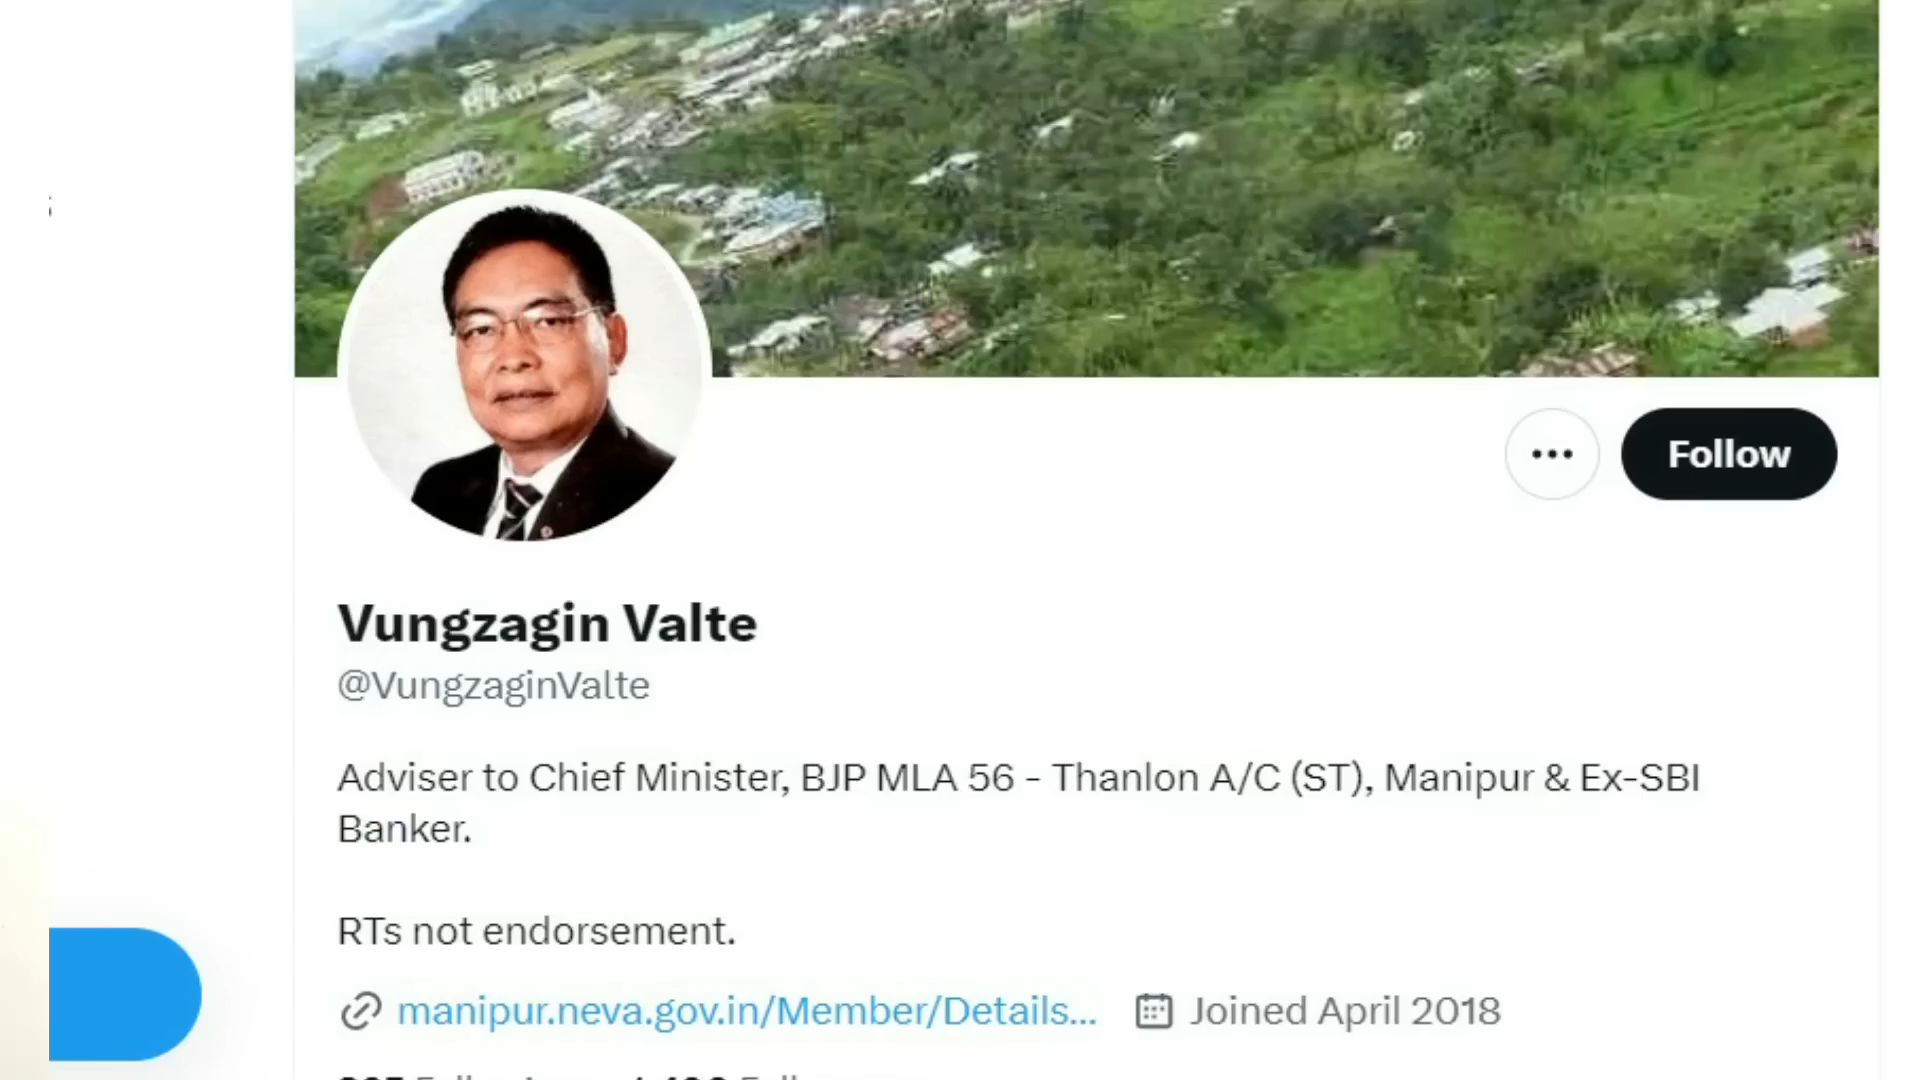 Follow
Vungzagin Valte
@VungzaginValte
Adviser to Chief Minister, BJP MLA 56 - Thanlon A/C (ST), Manipur & Ex-SBI
Banker.
RTs not endorsement.
manipur.neva.gov.in/Member/Details... Joined April 2018